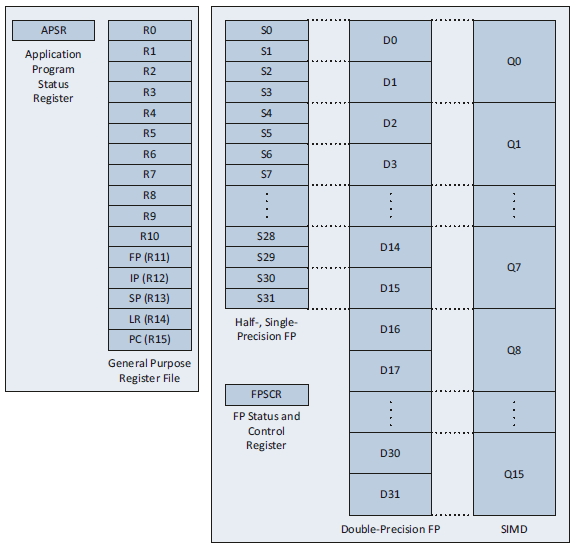 APSR
Application
Program
Status
Register
R0
R1
R2
R3
R4
R5
R6
R7
R8
R9
R10
FP (R11)
IP (R12)
SP (R13)
LR (R14)
PC (R15)
General Purpose
Register File
S0
S1
S2
S3
S4
S5
S6
S7
S28
S29
S30
S31
Half-, Single-
Precision FP
FPSCR
FP Status and
Control
Register
D0
D1
D2
D3
D14
D15
D16
D17
D30
D31
Double-Precision FP
Q0
Q1
Q7
Q8
Q15
SIMD